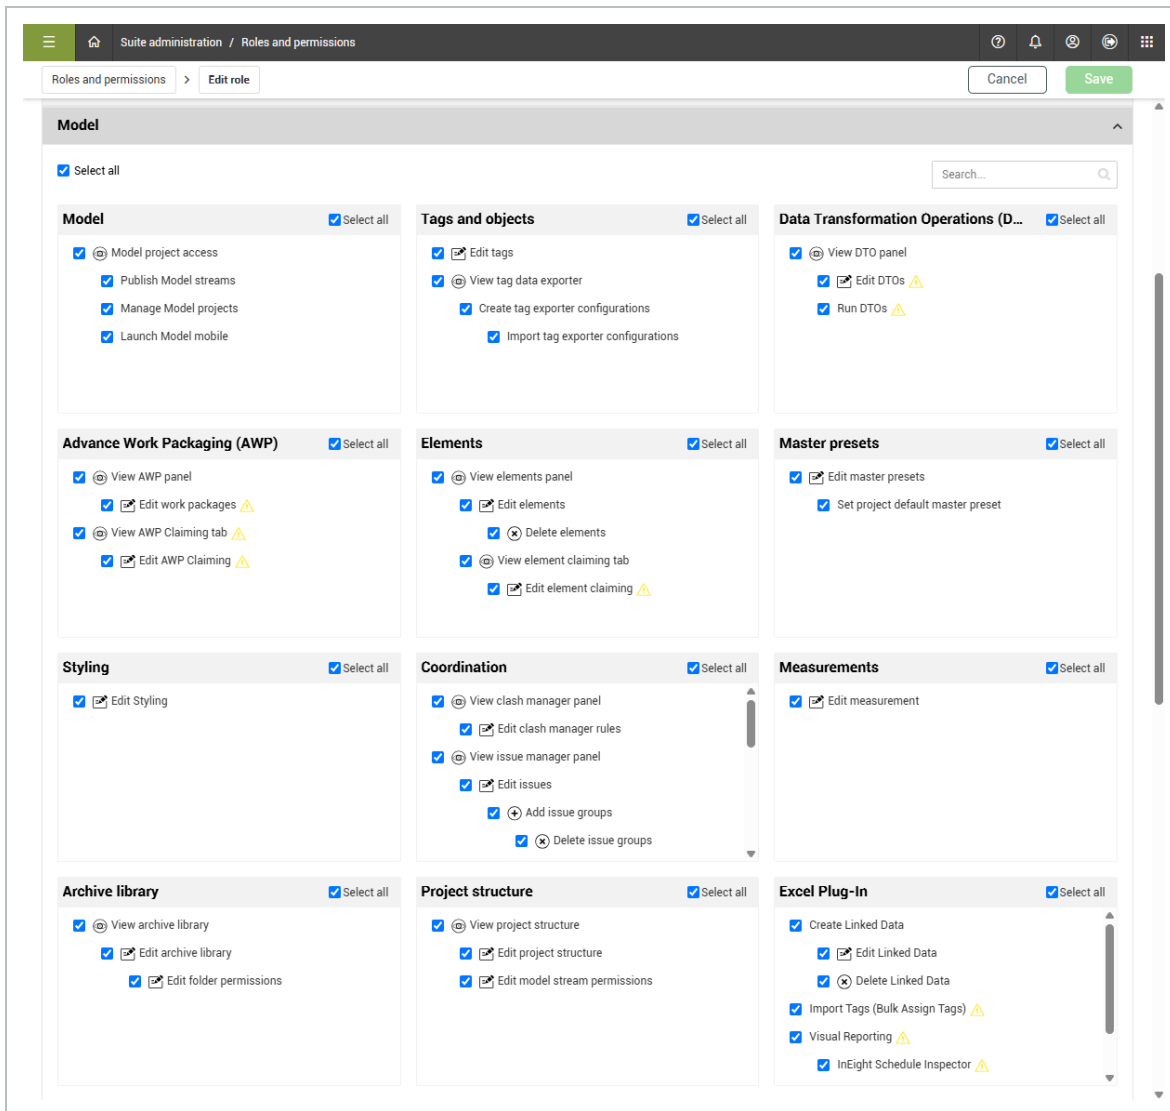 Suite administration / Roles and permissions
Roles and permissions > Edit role
Cancel
Save
Model
Select all
Search...
Model
Select all
Model project access
Publish Model streams
Manage Model projects
Launch Model mobile
Tags and objects
Select all
Edit tags
View tag data exporter
Create tag exporter configurations
Import tag exporter configurations
Data Transformation Operations (D...
Select all
View DTO panel
Edit DTOs
Run DTOs
Advance Work Packaging (AWP)
Select all
View AWP panel
Edit work packages
View AWP Claiming tab
Edit AWP Claiming
Elements
Select all
View elements panel
Edit elements
Delete elements
View element claiming tab
Edit element claiming
Master presets
Select all
Edit master presets
Set project default master preset
Styling
Select all
Edit Styling
Coordination
Select all
View clash manager panel
Edit clash manager rules
View issue manager panel
Edit issues
Add issue groups
Delete issue groups
Measurements
Select all
Edit measurement
Archive library
Select all
View archive library
Edit archive library
Edit folder permissions
Project structure
Select all
View project structure
Edit project structure
Edit model stream permissions
Excel Plug-In
Select all
Create Linked Data
Edit Linked Data
Delete Linked Data
Import Tags (Bulk Assign Tags)
Visual Reporting
InEight Schedule Inspector